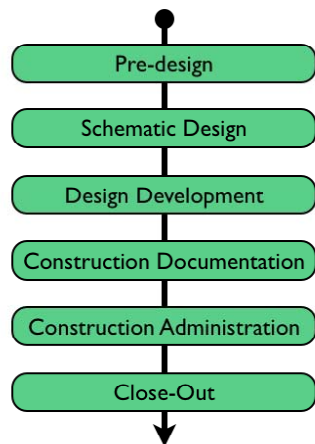 Pre-design
Schematic Design
Design Development
Construction Documentation
Construction Administration
Close-Out